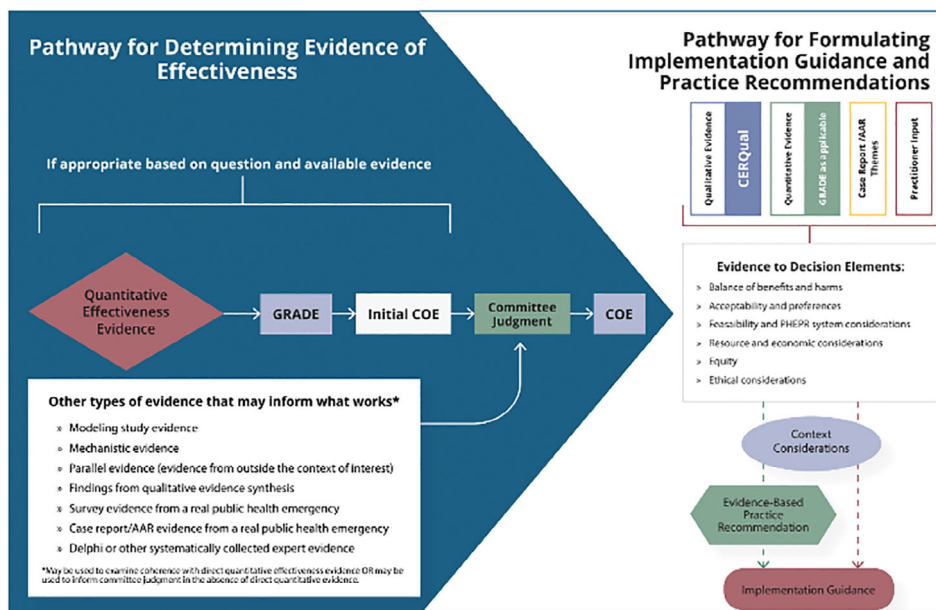 Pathway for Determining Evidence of
Effectiveness
If appropriate based on question and available evidence
Quantitative
Effectiveness
Evidence
GRADE
Initial COE
Committee
Judgment
COE
Other types of evidence that may inform what works*
» Modeling study evidence
» Mechanistic evidence
» Parallel evidence (evidence from outside the context of interest)
» Findings from qualitative evidence synthesis
» Survey evidence from a real public health emergency
» Case report/AAR evidence from a real public health emergency
» Delphi or other systematically collected expert evidence
*May be used to examine coherence with direct quantitative effectiveness evidence OR may be
used to inform committee judgment in the absence of direct quantitative evidence.
Pathway for Formulating
Implementation Guidance and
Practice Recommendations
Qualitative Evidence
CERQual
Quantitative Evidence
GRADE as applicable
Case Report /AAR
Themes
Practitioner Input
Evidence to Decision Elements:
» Balance of benefits and harms
» Acceptability and preferences
» Feasibility and PHEPR system considerations
» Resource and economic considerations
» Equity
» Ethical considerations
Context
Considerations
Evidence-Based
Practice
Recommendation
Implementation Guidance